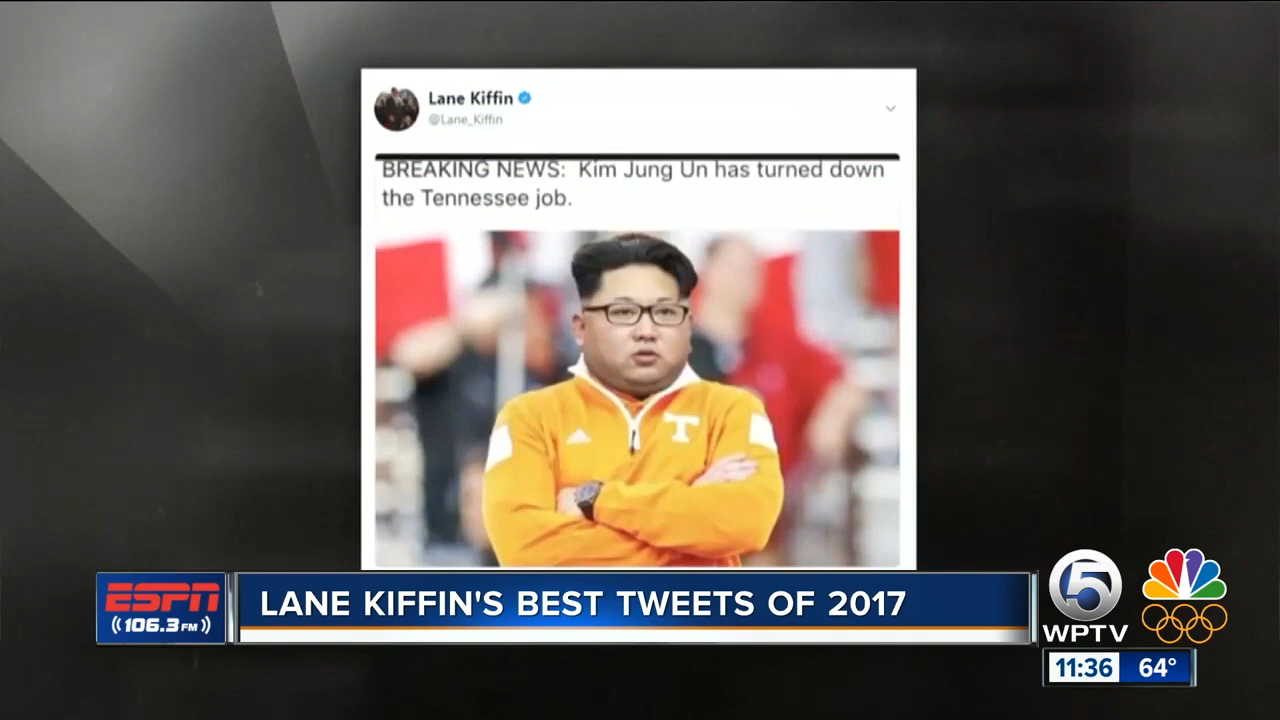 Lane Kiffin
@Lane_Kiffin
BREAKING NEWS: Kim Jung Un has turned down
the Tennessee job.
T
ESPN
106.3 FM
LANE KIFFIN'S BEST TWEETS OF 2017
5
WPTV
11:36 64°